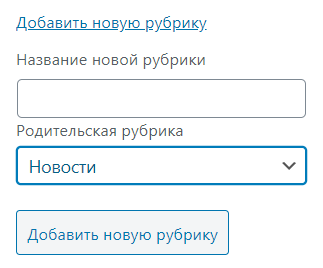 Добавить новую рубрику
Название новой рубрики
Родительская рубрика
Новости
Добавить новую рубрику